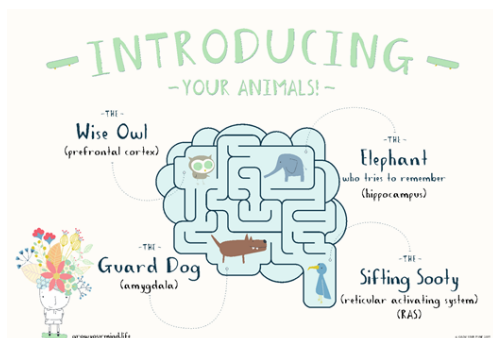 INTRODUCING
YOUR ANIMALS!
-THE-
Wise Owl
(prefrontal cortex)
-THE-
Elephant
who tries to remember
(hippocampus)
-THE-
Guard Dog
(amygdala)
-THE-
Sifting Sooty
(reticular activating system)
(RAS)
growyourmind.life